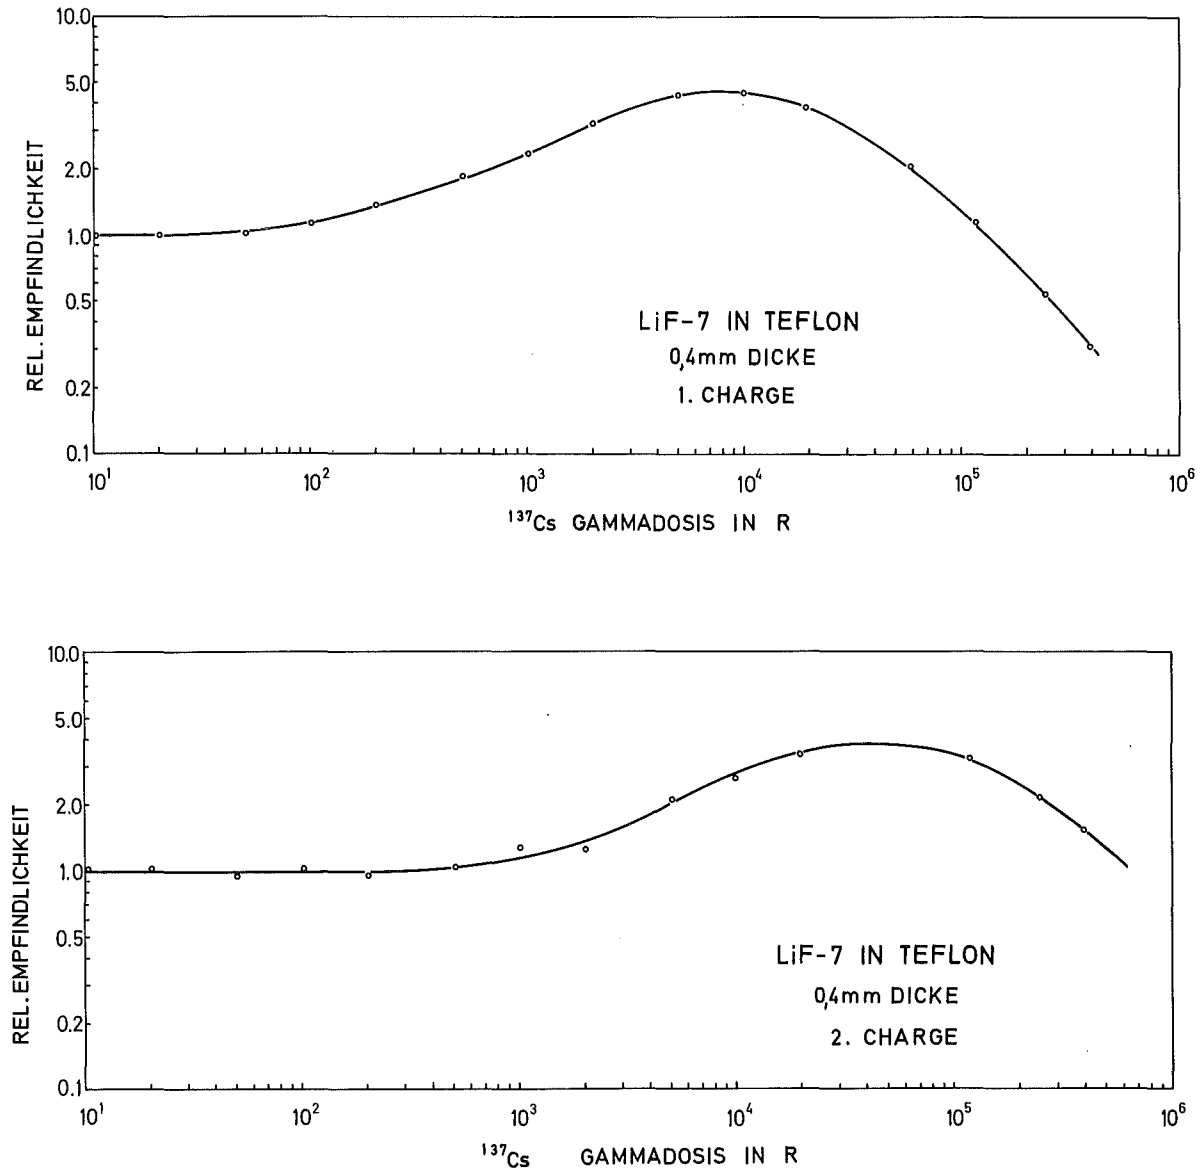 10.0
5.0
2.0
1.0
0.5
0.2
0.1
REL. EMPFINDLICHKEIT
LiF-7 IN TEFLON
0,4mm DICKE
1. CHARGE
10¹ 10² 10³ 10⁴ 10⁵ 10⁶
¹³⁷Cs GAMMADOSIS IN R
10.0
5.0
2.0
1.0
0.5
0.2
0.1
REL. EMPFINDLICHKEIT
LiF-7 IN TEFLON
0,4mm DICKE
2. CHARGE
10¹ 10² 10³ 10⁴ 10⁵ 10⁶
¹³⁷Cs GAMMADOSIS IN R